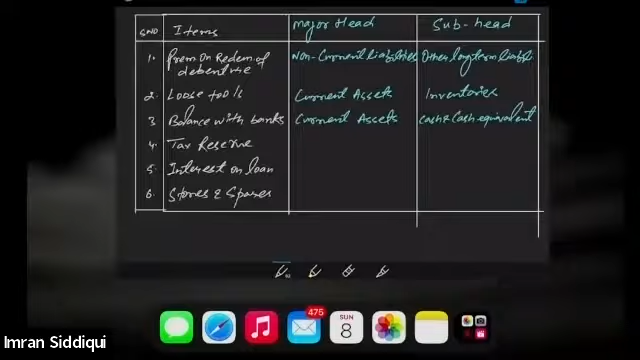 SNO Items Major Head Sub-head
1. Prem on Redem of debenture Non-Current Liabilities Other long term liabili.
2. Loose tools Current Assets Inventories
3 Balance with banks Current Assets Cash & Cash equivalent
4. Tax Reserve
5. Interest on loan
6. Stores & Spares
475
SUN
8
Imran Siddiqui